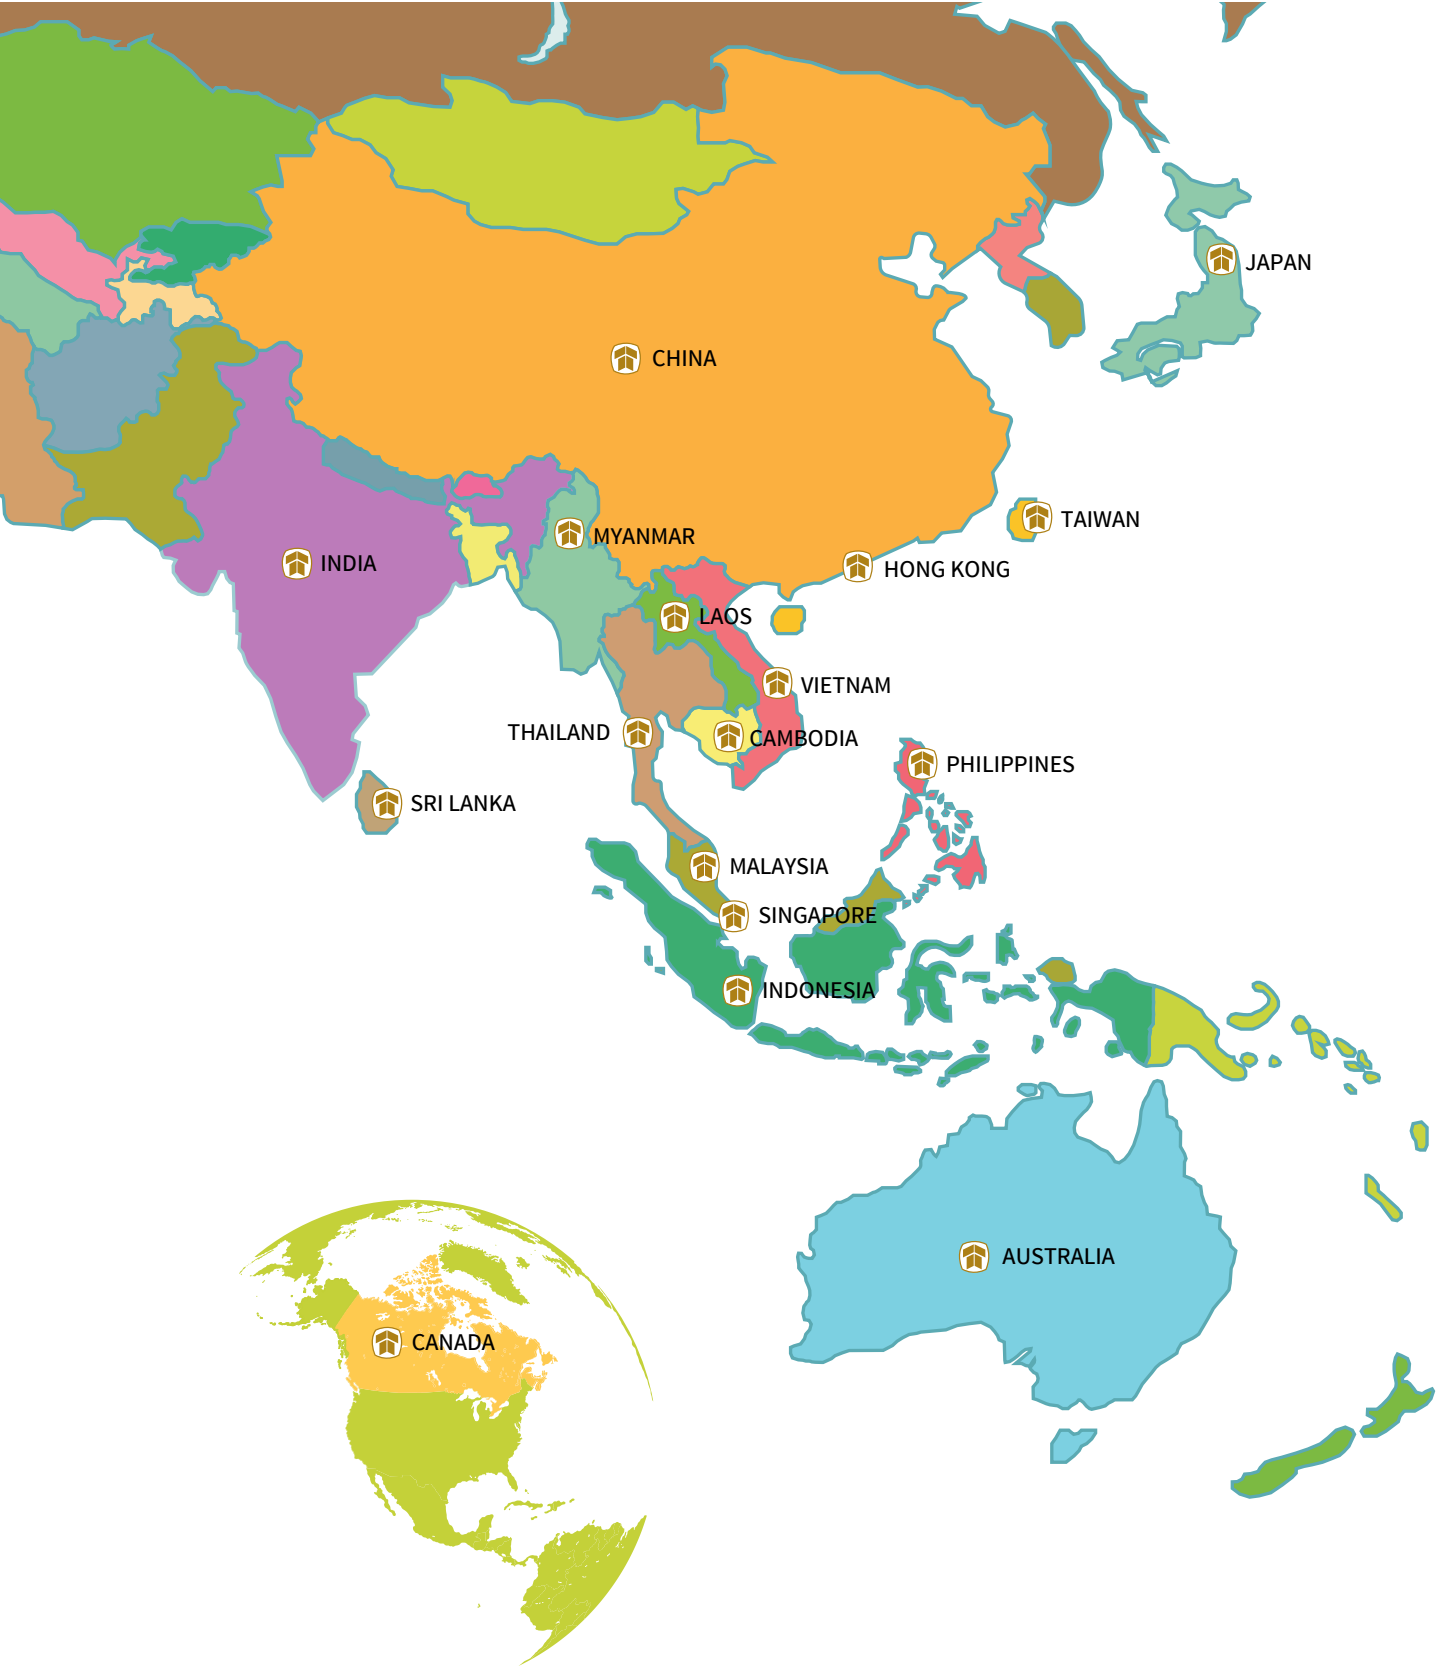 JAPAN
CHINA
TAIWAN
MYANMAR
INDIA
HONG KONG
LAOS
VIETNAM
THAILAND
CAMBODIA
PHILIPPINES
SRI LANKA
MALAYSIA
SINGAPORE
INDONESIA
AUSTRALIA
CANADA